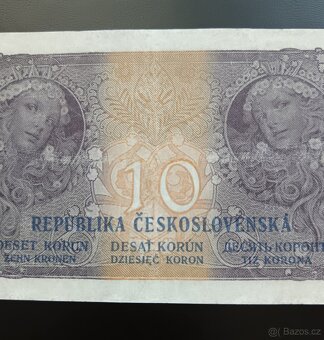 10
REPUBLIKA ČESKOSLOVENSKÁ
DESET KORUN DESAŤ KORÚN ДЕСЯТЬ КОРОНЪ
ZEHN KRONEN DZIESIĘĆ KORON TIZ KORONA
bazos.cz